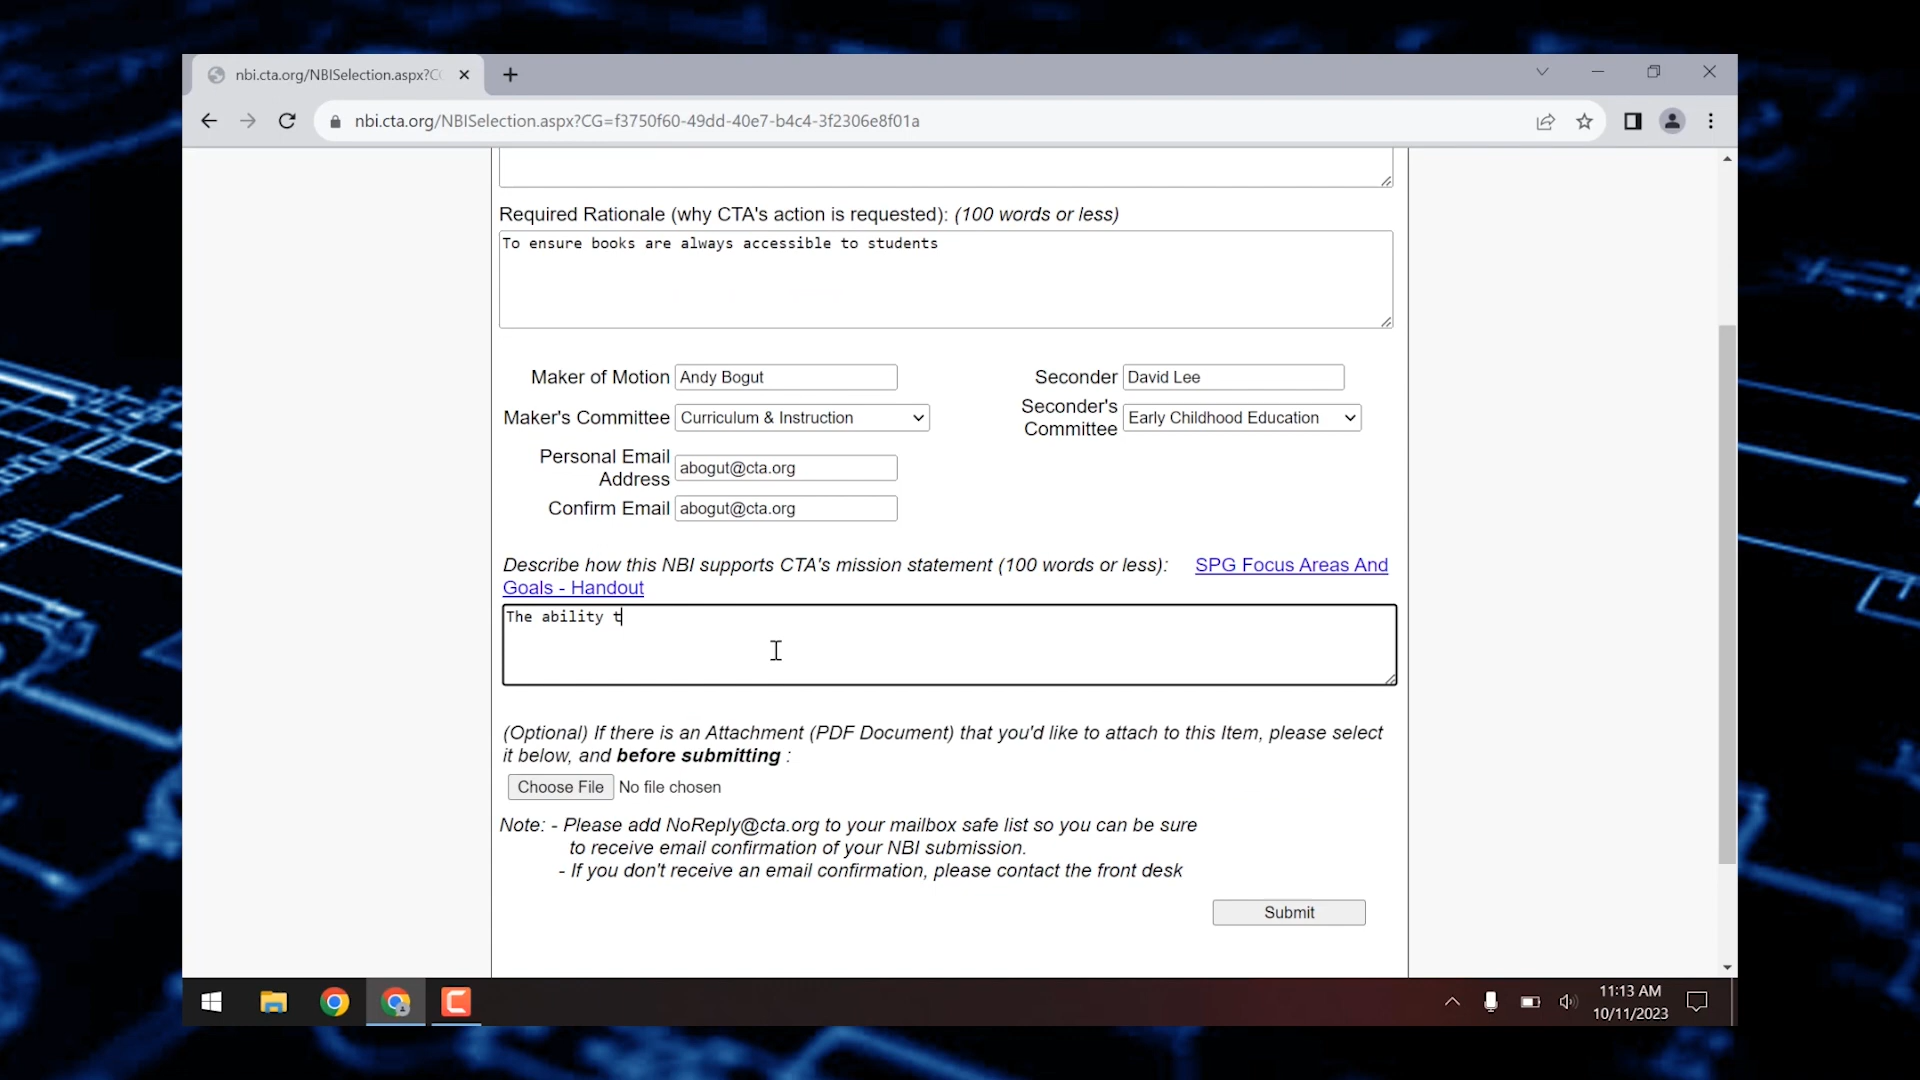 nbi.cta.org/NBISelection.aspx?C
nbi.cta.org/NBISelection.aspx?CG=f3750f60-49dd-40e7-b4c4-3f2306e8f01a
Required Rationale (why CTA's action is requested): (100 words or less)
To ensure books are always accessible to students
Maker of Motion Andy Bogut
Seconder David Lee
Maker's Committee Curriculum & Instruction
Seconder's
Committee Early Childhood Education
Personal Email
Address abogut@cta.org
Confirm Email abogut@cta.org
Describe how this NBI supports CTA's mission statement (100 words or less): SPG Focus Areas And
Goals - Handout
The ability t
(Optional) If there is an Attachment (PDF Document) that you'd like to attach to this Item, please select
it below, and before submitting :
Choose File No file chosen
Note: - Please add NoReply@cta.org to your mailbox safe list so you can be sure
to receive email confirmation of your NBI submission.
- If you don't receive an email confirmation, please contact the front desk
Submit
11:13 AM
10/11/2023